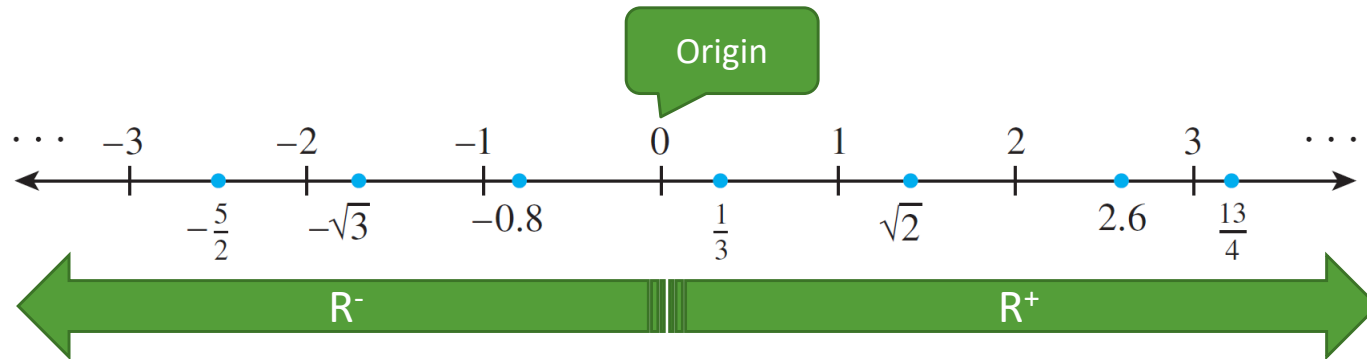 Origin
· · · −3 −2 −1 0 1 2 3 · · ·
−5/2 −√3 −0.8 1/3 √2 2.6 13/4
R⁻ R⁺